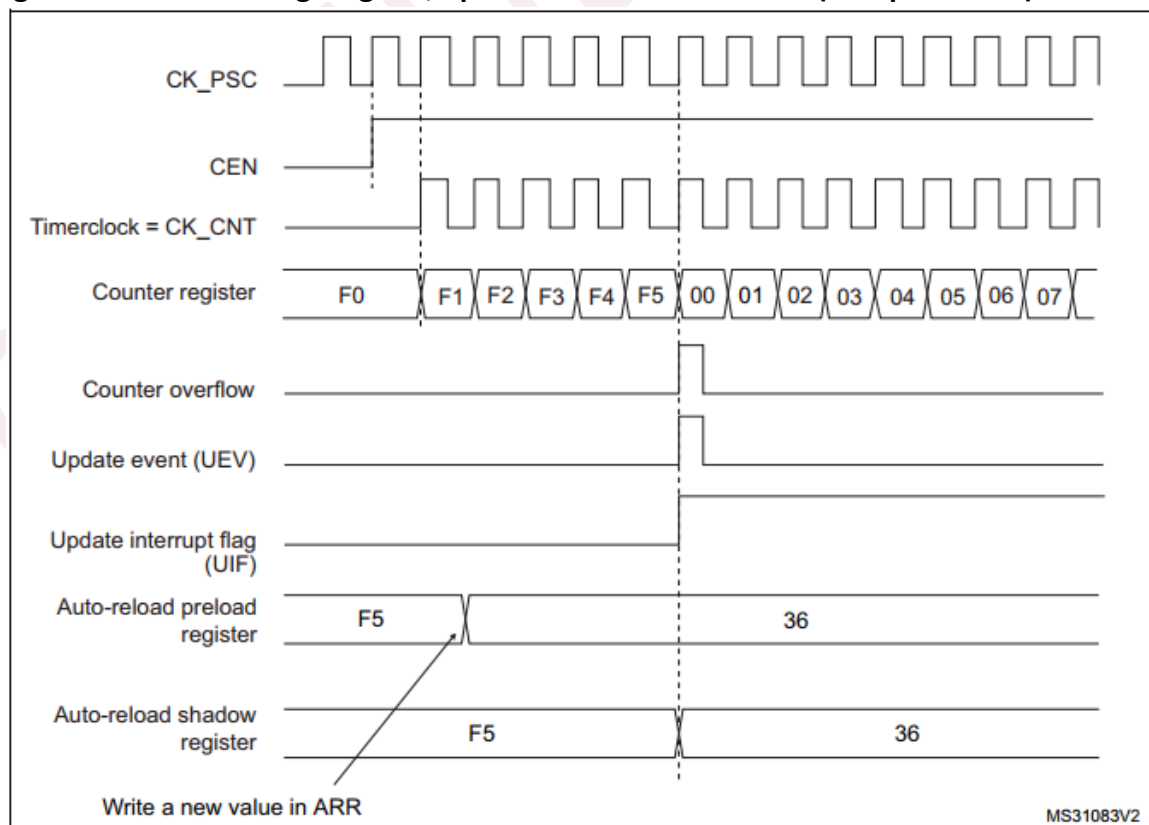 CK_PSC
CEN
Timerclock = CK_CNT
Counter register
F0 F1 F2 F3 F4 F5 00 01 02 03 04 05 06 07
Counter overflow
Update event (UEV)
Update interrupt flag
(UIF)
Auto-reload preload
register
F5 36
Auto-reload shadow
register
F5 36
Write a new value in ARR
MS31083V2